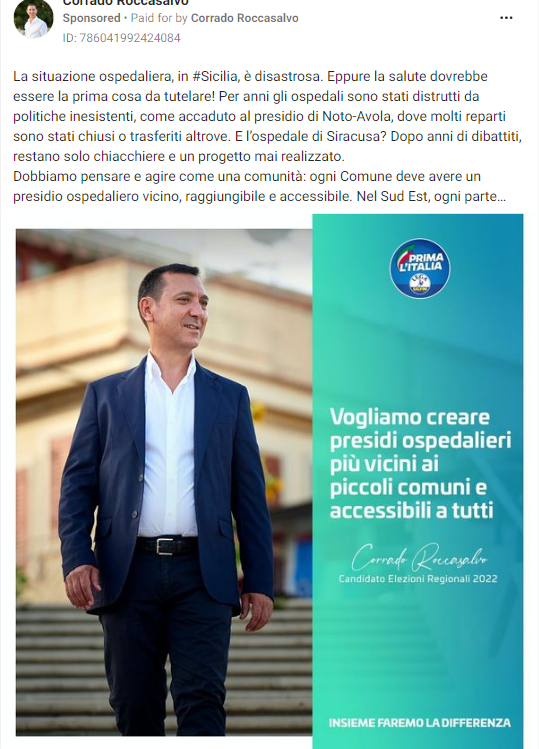 Corrado Roccasalvo
Sponsored • Paid for by Corrado Roccasalvo
ID: 786041992424084
La situazione ospedaliera, in #Sicilia, è disastrosa. Eppure la salute dovrebbe
essere la prima cosa da tutelare! Per anni gli ospedali sono stati distrutti da
politiche inesistenti, come accaduto al presidio di Noto-Avola, dove molti reparti
sono stati chiusi o trasferiti altrove. E l'ospedale di Siracusa? Dopo anni di dibattiti,
restano solo chiacchiere e un progetto mai realizzato.
Dobbiamo pensare e agire come una comunità: ogni Comune deve avere un
presidio ospedaliero vicino, raggiungibile e accessibile. Nel Sud Est, ogni parte...
PRIMA
L'ITALIA
LEGA
SALVINI
Vogliamo creare
presidi ospedalieri
più vicini ai
piccoli comuni e
accessibili a tutti
Corrado Roccasalvo
Candidato Elezioni Regionali 2022
INSIEME FAREMO LA DIFFERENZA